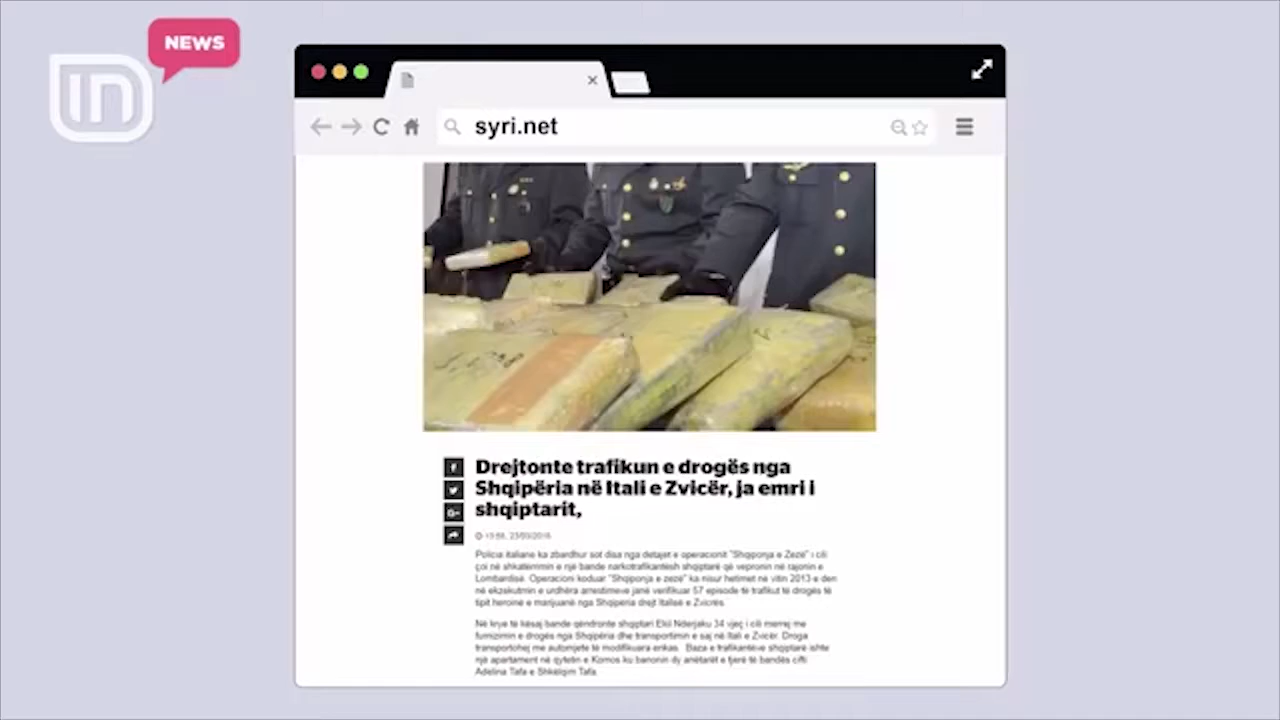 NEWS
IN
syri.net
Drejtonte trafikun e drogës nga
Shqipëria në Itali e Zvicër, ja emri i
shqiptarit,
Policia italiane ka zbardhur sot disa nga detajet e operacionit "Shqiponja e Zezë" i cili
çoi në shkatërrimin e një bande narkotrafikantësh shqiptarë që vepronin në rajonin e
Lombardisë. Operacioni koduar "Shqiponja e zezë" ka nisur hetimet në vitin 2013 e deri
në ekzekutimin e urdhëra arrestimeve janë verifikuar 57 episode të trafikut të drogës të
tipit heroinë e marijuanë nga Shqipëria drejt Italisë e Zvicrës.
Në krye të kësaj bande qëndronte shqiptari Ekil Nderjaku 34 vjeç i cili merrej me
furnizimin e drogës nga Shqipëria dhe transportimin e saj në Itali e Zvicër. Droga
transportohej me automjete të modifikuara enkas. Baza e trafikantëve shqiptarë ishte
një apartament në qytetin e Komos ku banonin dy anëtarët e tjerë të bandës çifti
Adelina Tafa e Shkëlqim Tafa.